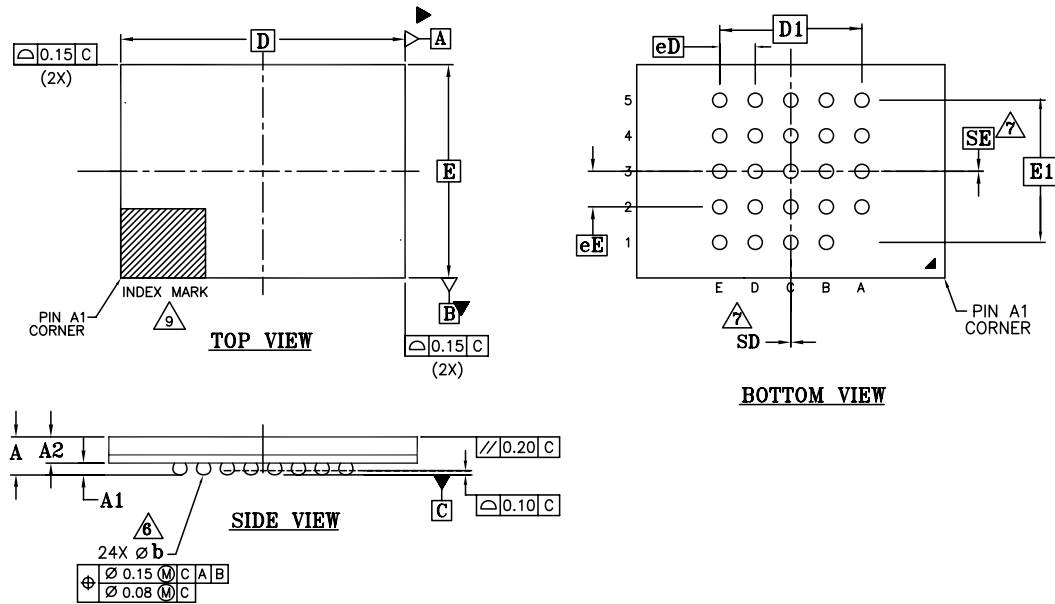 D
A
⌓ 0.15 C
(2X)
E
PIN A1
CORNER
INDEX MARK
9
B
⌓ 0.15 C
(2X)
TOP VIEW
D1
eD
5
4
3
2
1
SE
7
E1
eE
E D C B A
7
SD
PIN A1
CORNER
BOTTOM VIEW
A
A2
A1
// 0.20 C
C
⌓ 0.10 C
SIDE VIEW
6
24X Ø b
⌖ Ø 0.15 Ⓜ C A B
Ø 0.08 Ⓜ C